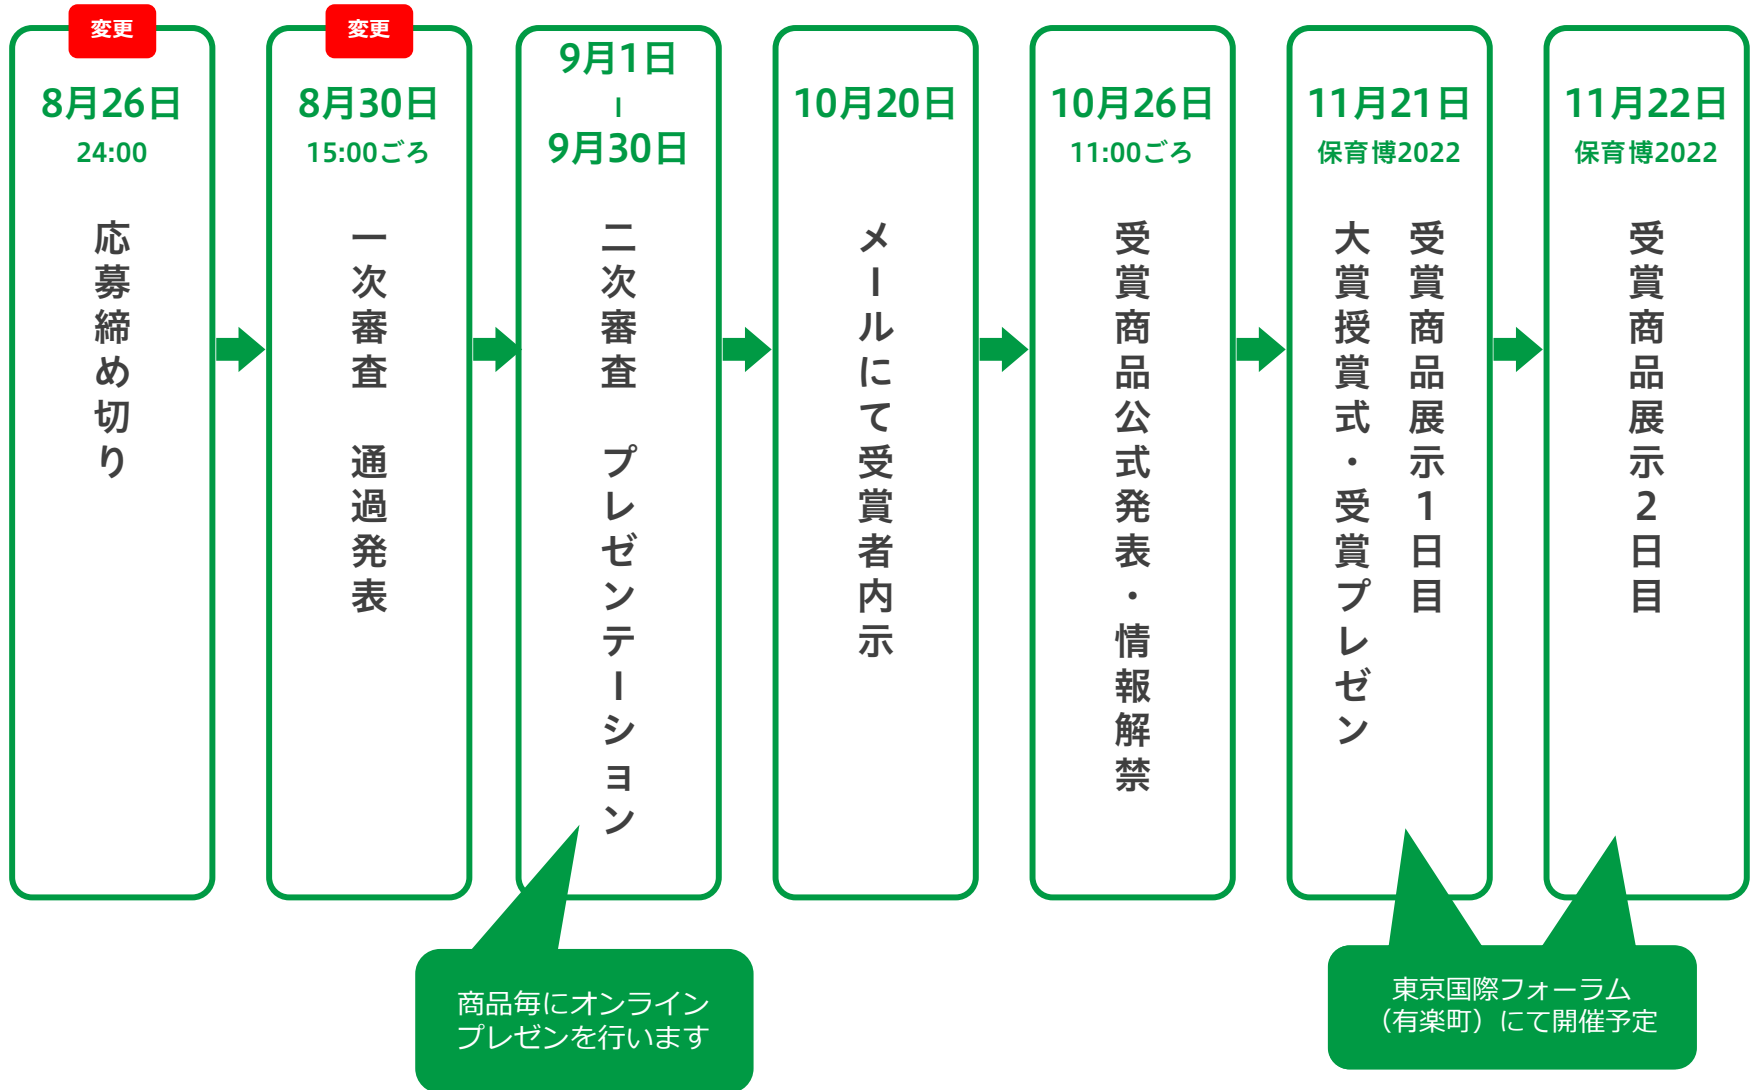 変更
8月26日
24:00
応募締め切り
変更
8月30日
15:00ごろ
一次審査　通過発表
9月1日
ー
9月30日
二次審査　プレゼンテーション
10月20日
メールにて受賞者内示
10月26日
11:00ごろ
受賞商品公式発表・情報解禁
11月21日
保育博2022
受賞商品展示1日目
大賞授賞式・受賞プレゼン
11月22日
保育博2022
受賞商品展示2日目
商品毎にオンライン
プレゼンを行います
東京国際フォーラム
（有楽町）にて開催予定